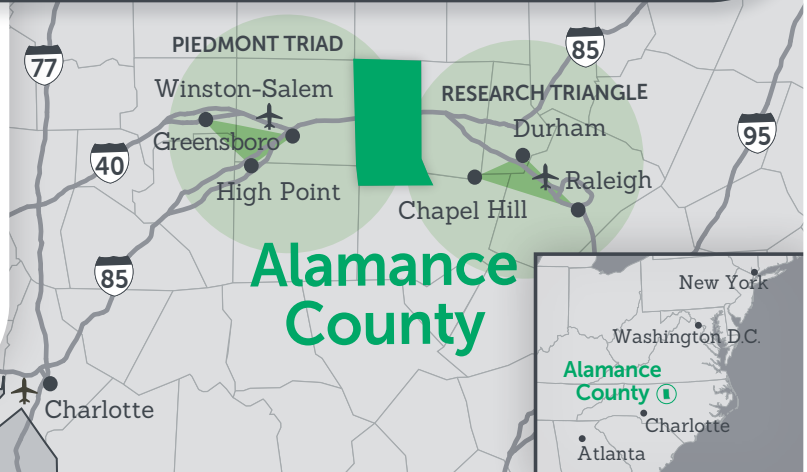 PIEDMONT TRIAD
85
77
Winston-Salem
RESEARCH TRIANGLE
95
Durham
Greensboro
40
Raleigh
High Point
Chapel Hill
85
Alamance
County
Charlotte
New York
Washington D.C.
Alamance
County
Charlotte
Atlanta